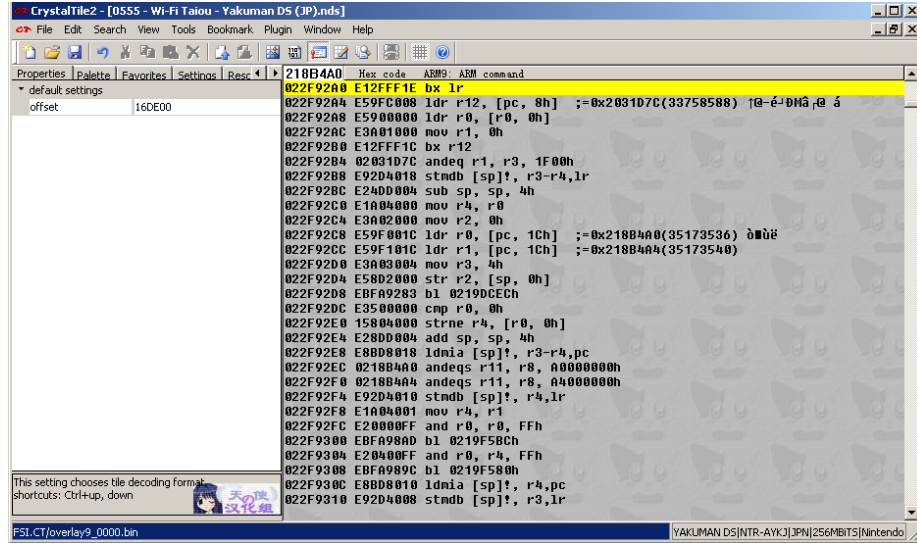 CrystalTile2 - [0555 - Wi-Fi Taiou - Yakuman DS (JP).nds]
File Edit Search View Tools Bookmark Plugin Window Help
Properties Palette Favorites Settings Resc
default settings
offset 16DE00
218B4A0 Hex code ARM9: ARM command
022F92A0 E12FFF1E bx lr
022F92A4 E59FC008 ldr r12, [pc, 8h] ;=0x2031D7C(33758588)
022F92A8 E5900000 ldr r0, [r0, 0h]
022F92AC E3A01000 mov r1, 0h
022F92B0 E12FFF1C bx r12
022F92B4 02031D7C andeq r1, r3, 1F00h
022F92B8 E92D4018 stmdb [sp]!, r3-r4,lr
022F92BC E24DD004 sub sp, sp, 4h
022F92C0 E1A04000 mov r4, r0
022F92C4 E3A02000 mov r2, 0h
022F92C8 E59F001C ldr r0, [pc, 1Ch] ;=0x218B4A0(35173536) ò■ùë
022F92CC E59F101C ldr r1, [pc, 1Ch] ;=0x218B4A4(35173540)
022F92D0 E3A03004 mov r3, 4h
022F92D4 E58D2000 str r2, [sp, 0h]
022F92D8 EBFA9283 bl 0219DCECh
022F92DC E3500000 cmp r0, 0h
022F92E0 15804000 strne r4, [r0, 0h]
022F92E4 E28DD004 add sp, sp, 4h
022F92E8 E8BD8018 ldmia [sp]!, r3-r4,pc
022F92EC 0218B4A0 andeqs r11, r8, A0000000h
022F92F0 0218B4A4 andeqs r11, r8, A4000000h
022F92F4 E92D4010 stmdb [sp]!, r4,lr
022F92F8 E1A04001 mov r4, r1
022F92FC E20000FF and r0, r0, FFh
022F9300 EBFA98AD bl 0219F5BCh
022F9304 E20400FF and r0, r4, FFh
022F9308 EBFA989C bl 0219F580h
022F930C E8BD8010 ldmia [sp]!, r4,pc
022F9310 E92D4008 stmdb [sp]!, r3,lr
This setting chooses tile decoding format,
shortcuts: Ctrl+up, down
天の使
汉化组
FSI.CT/overlay9_0000.bin
YAKUMAN DS|NTR-AYKJ|JPN|256MBiTS|Nintendo